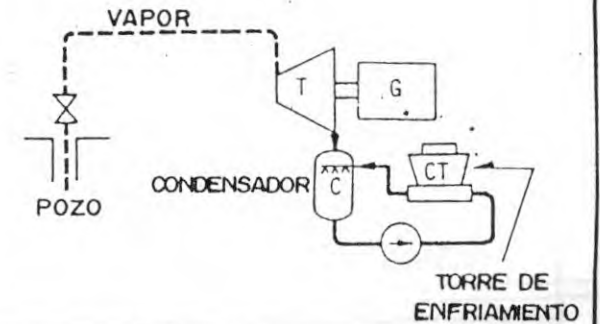 VAPOR
T
G
CONDENSADOR
C
CT
POZO
TORRE DE
ENFRIAMIENTO